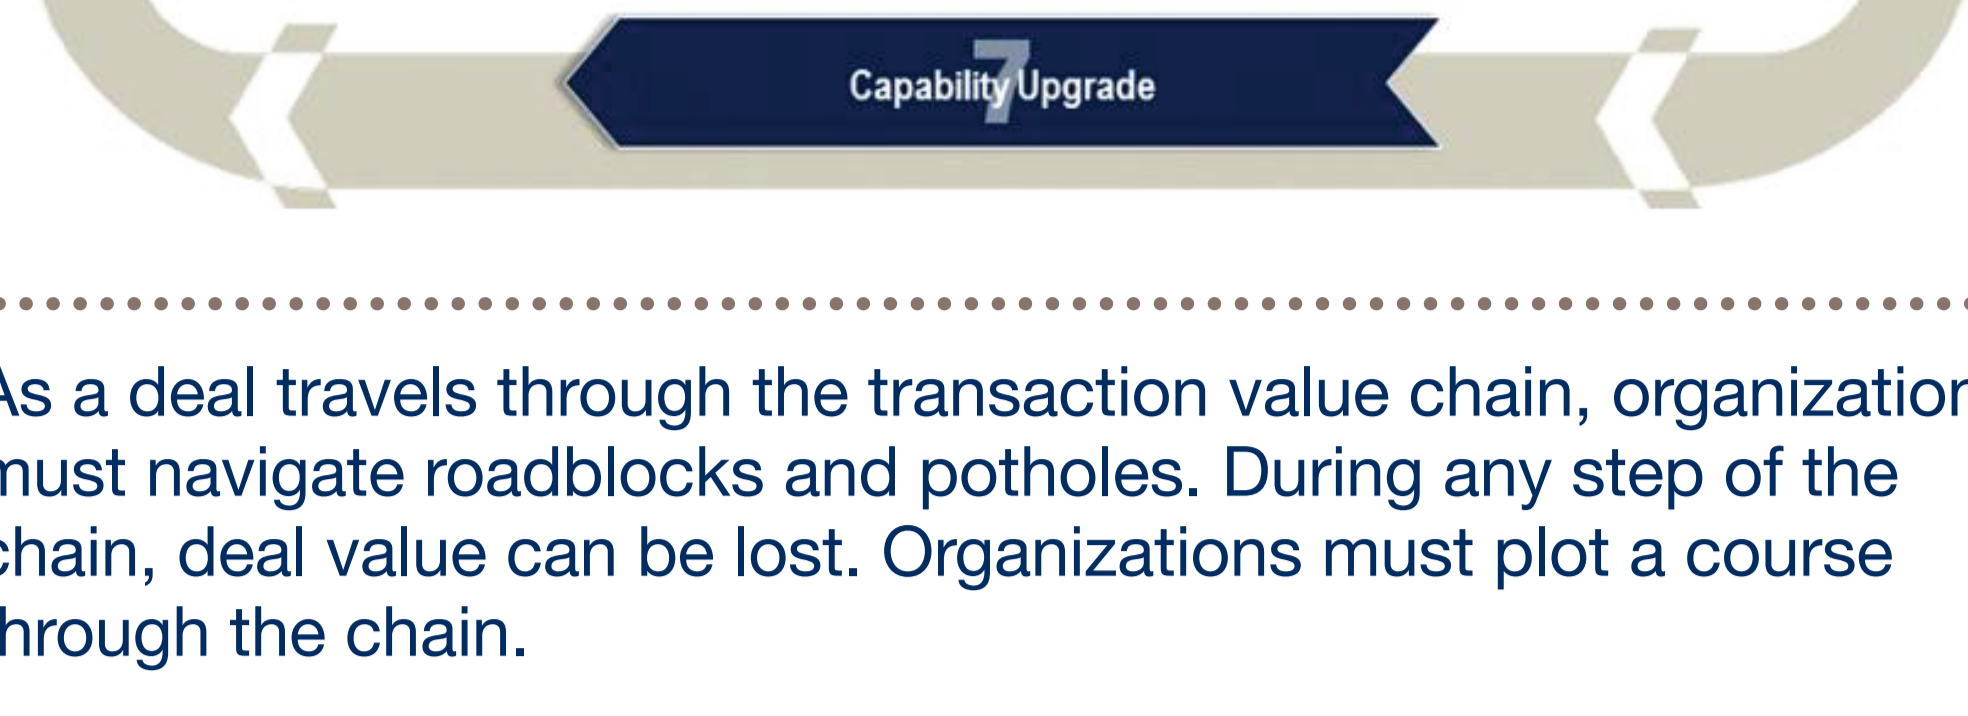 7
Capability Upgrade
As a deal travels through the transaction value chain, organization
must navigate roadblocks and potholes. During any step of the
chain, deal value can be lost. Organizations must plot a course
through the chain.